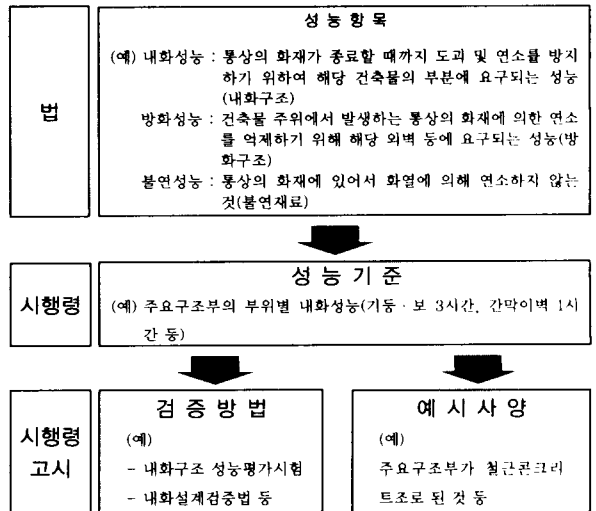 법
성능항목
(예) 내화성능 : 통상의 화재가 종료할 때까지 도괴 및 연소를 방지
하기 위하여 해당 건축물의 부분에 요구되는 성능
(내화구조)
방화성능 : 건축물 주위에서 발생하는 통상의 화재에 의한 연소
를 억제하기 위해 해당 외벽 등에 요구되는 성능(방
화구조)
불연성능 : 통상의 화재에 있어서 화열에 의해 연소하지 않는
것(불연재료)
시행령
성능기준
(예) 주요구조부의 부위별 내화성능(기둥 · 보 3시간, 간막이벽 1시
간 등)
시행령
고시
검증방법
(예)
- 내화구조 성능평가시험
- 내화설계검증법 등
예시사양
(예)
주요구조부가 철근콘크리
트조로 된 것 등